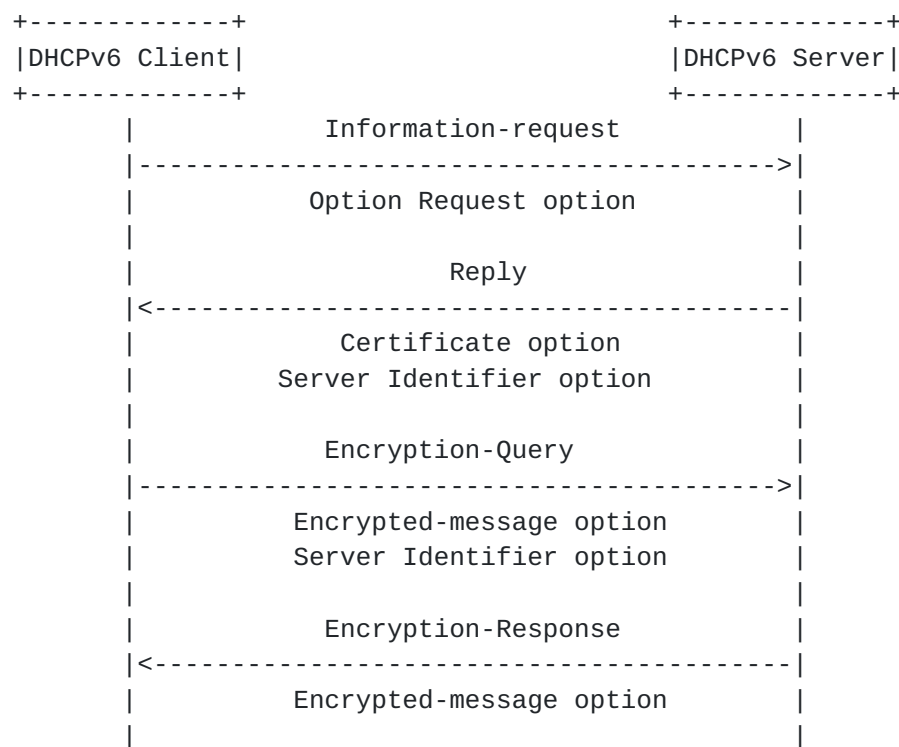 DHCPv6 Client DHCPv6 Server
Information-request
Option Request option
Reply
Certificate option
Server Identifier option
Encryption-Query
Encrypted-message option
Server Identifier option
Encryption-Response
Encrypted-message option